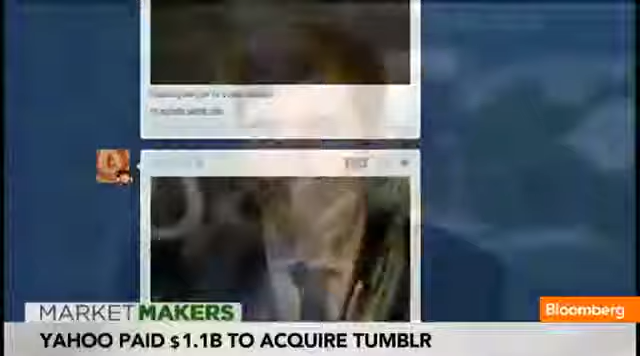 MARKETMAKERS
Bloomberg
YAHOO PAID $1.1B TO ACQUIRE TUMBLR